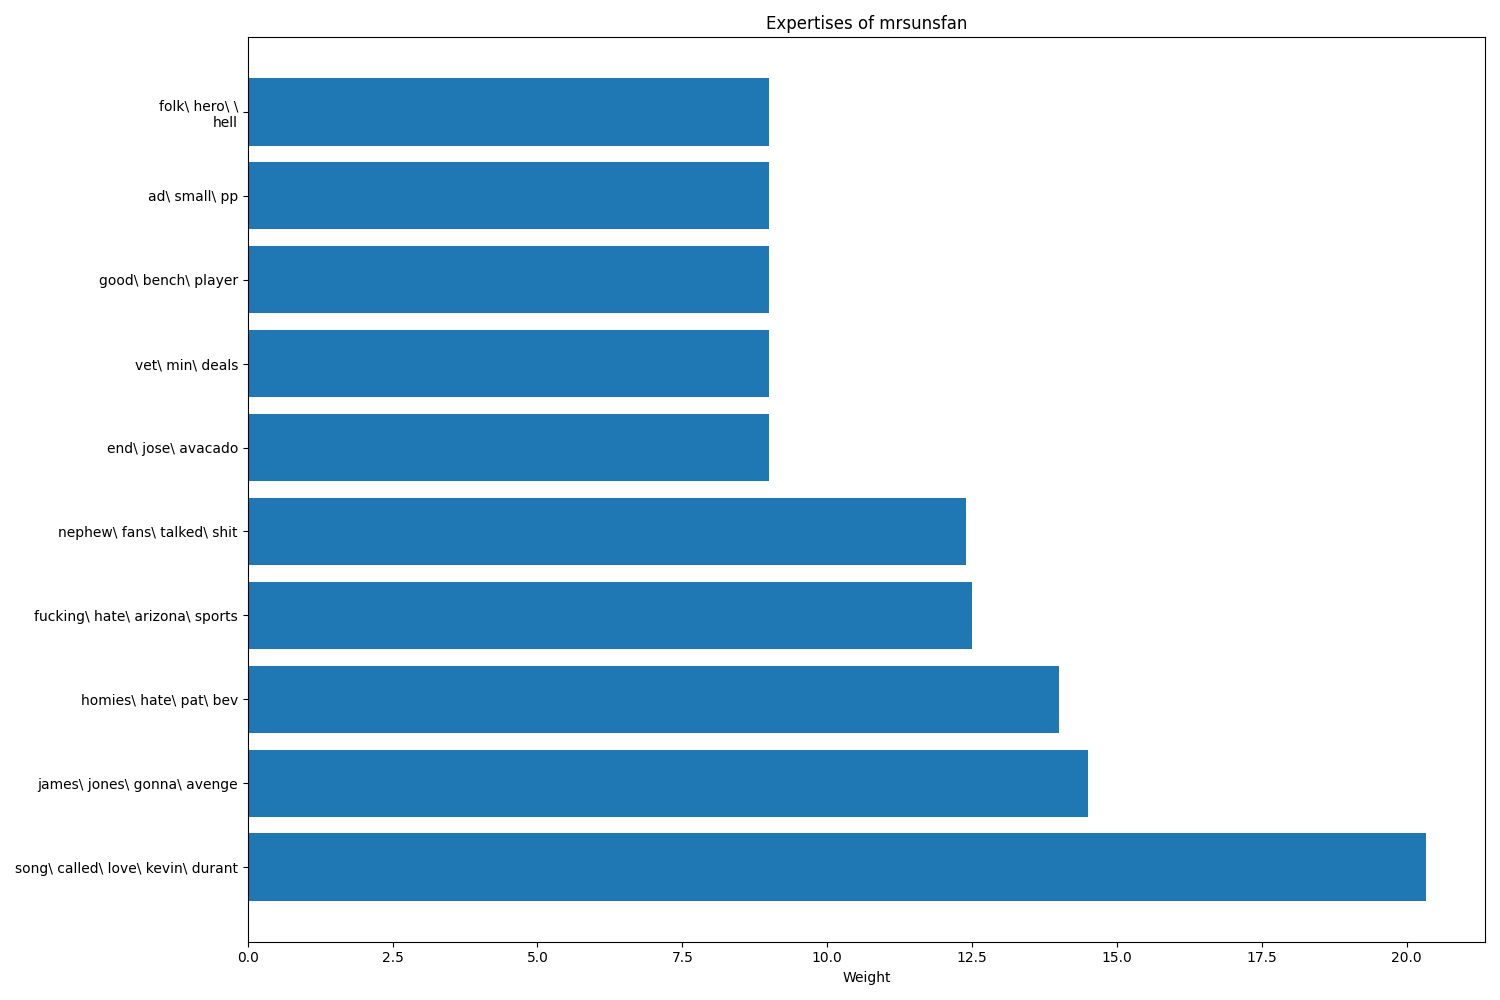 Expertises of mrsunsfan
folk\ hero\ \
hell
ad\ small\ pp
good\ bench\ player
vet\ min\ deals
end\ jose\ avacado
nephew\ fans\ talked\ shit
fucking\ hate\ arizona\ sports
homies\ hate\ pat\ bev
james\ jones\ gonna\ avenge
song\ called\ love\ kevin\ durant
0.0 2.5 5.0 7.5 10.0 12.5 15.0 17.5 20.0
Weight